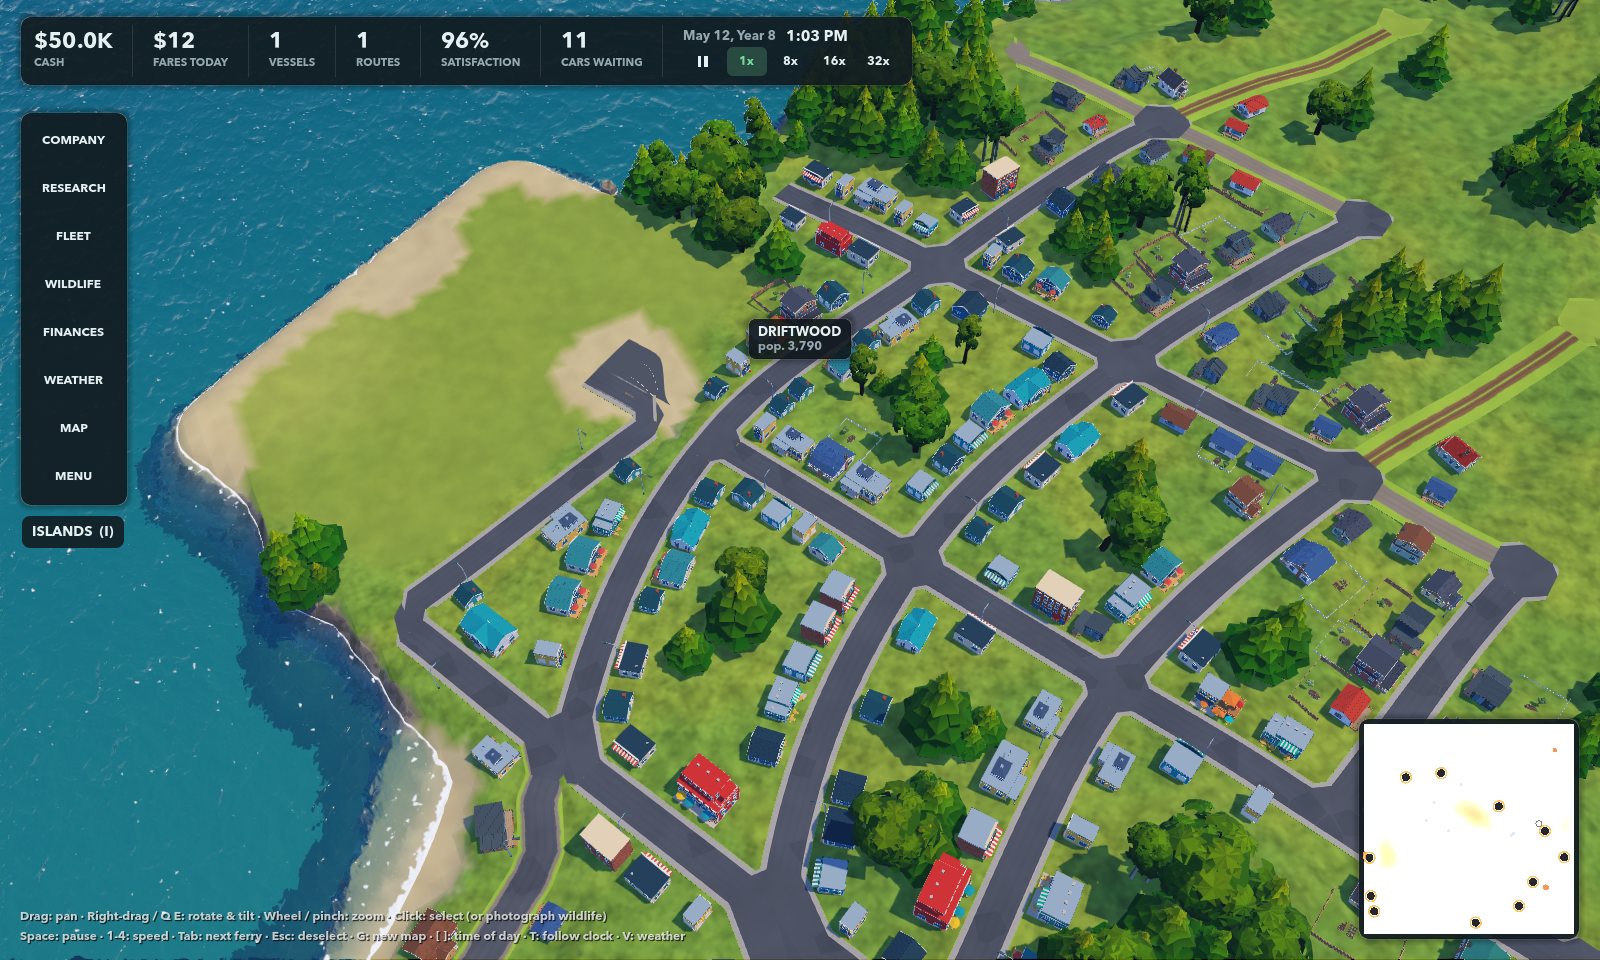 $50.0K
CASH
$12
FARES TODAY
1
VESSELS
1
ROUTES
96%
SATISFACTION
11
CARS WAITING
May 12, Year 8 1:03 PM
1x 8x 16x 32x
COMPANY
RESEARCH
FLEET
WILDLIFE
FINANCES
WEATHER
MAP
MENU
ISLANDS (I)
DRIFTWOOD
pop. 3,790
Drag: pan · Right-drag / Q E: rotate & tilt · Wheel / pinch: zoom · Click: select (or photograph wildlife)
Space: pause · 1-4: speed · Tab: next ferry · Esc: deselect · G: new map · [ ]: time of day · T: follow clock · V: weather